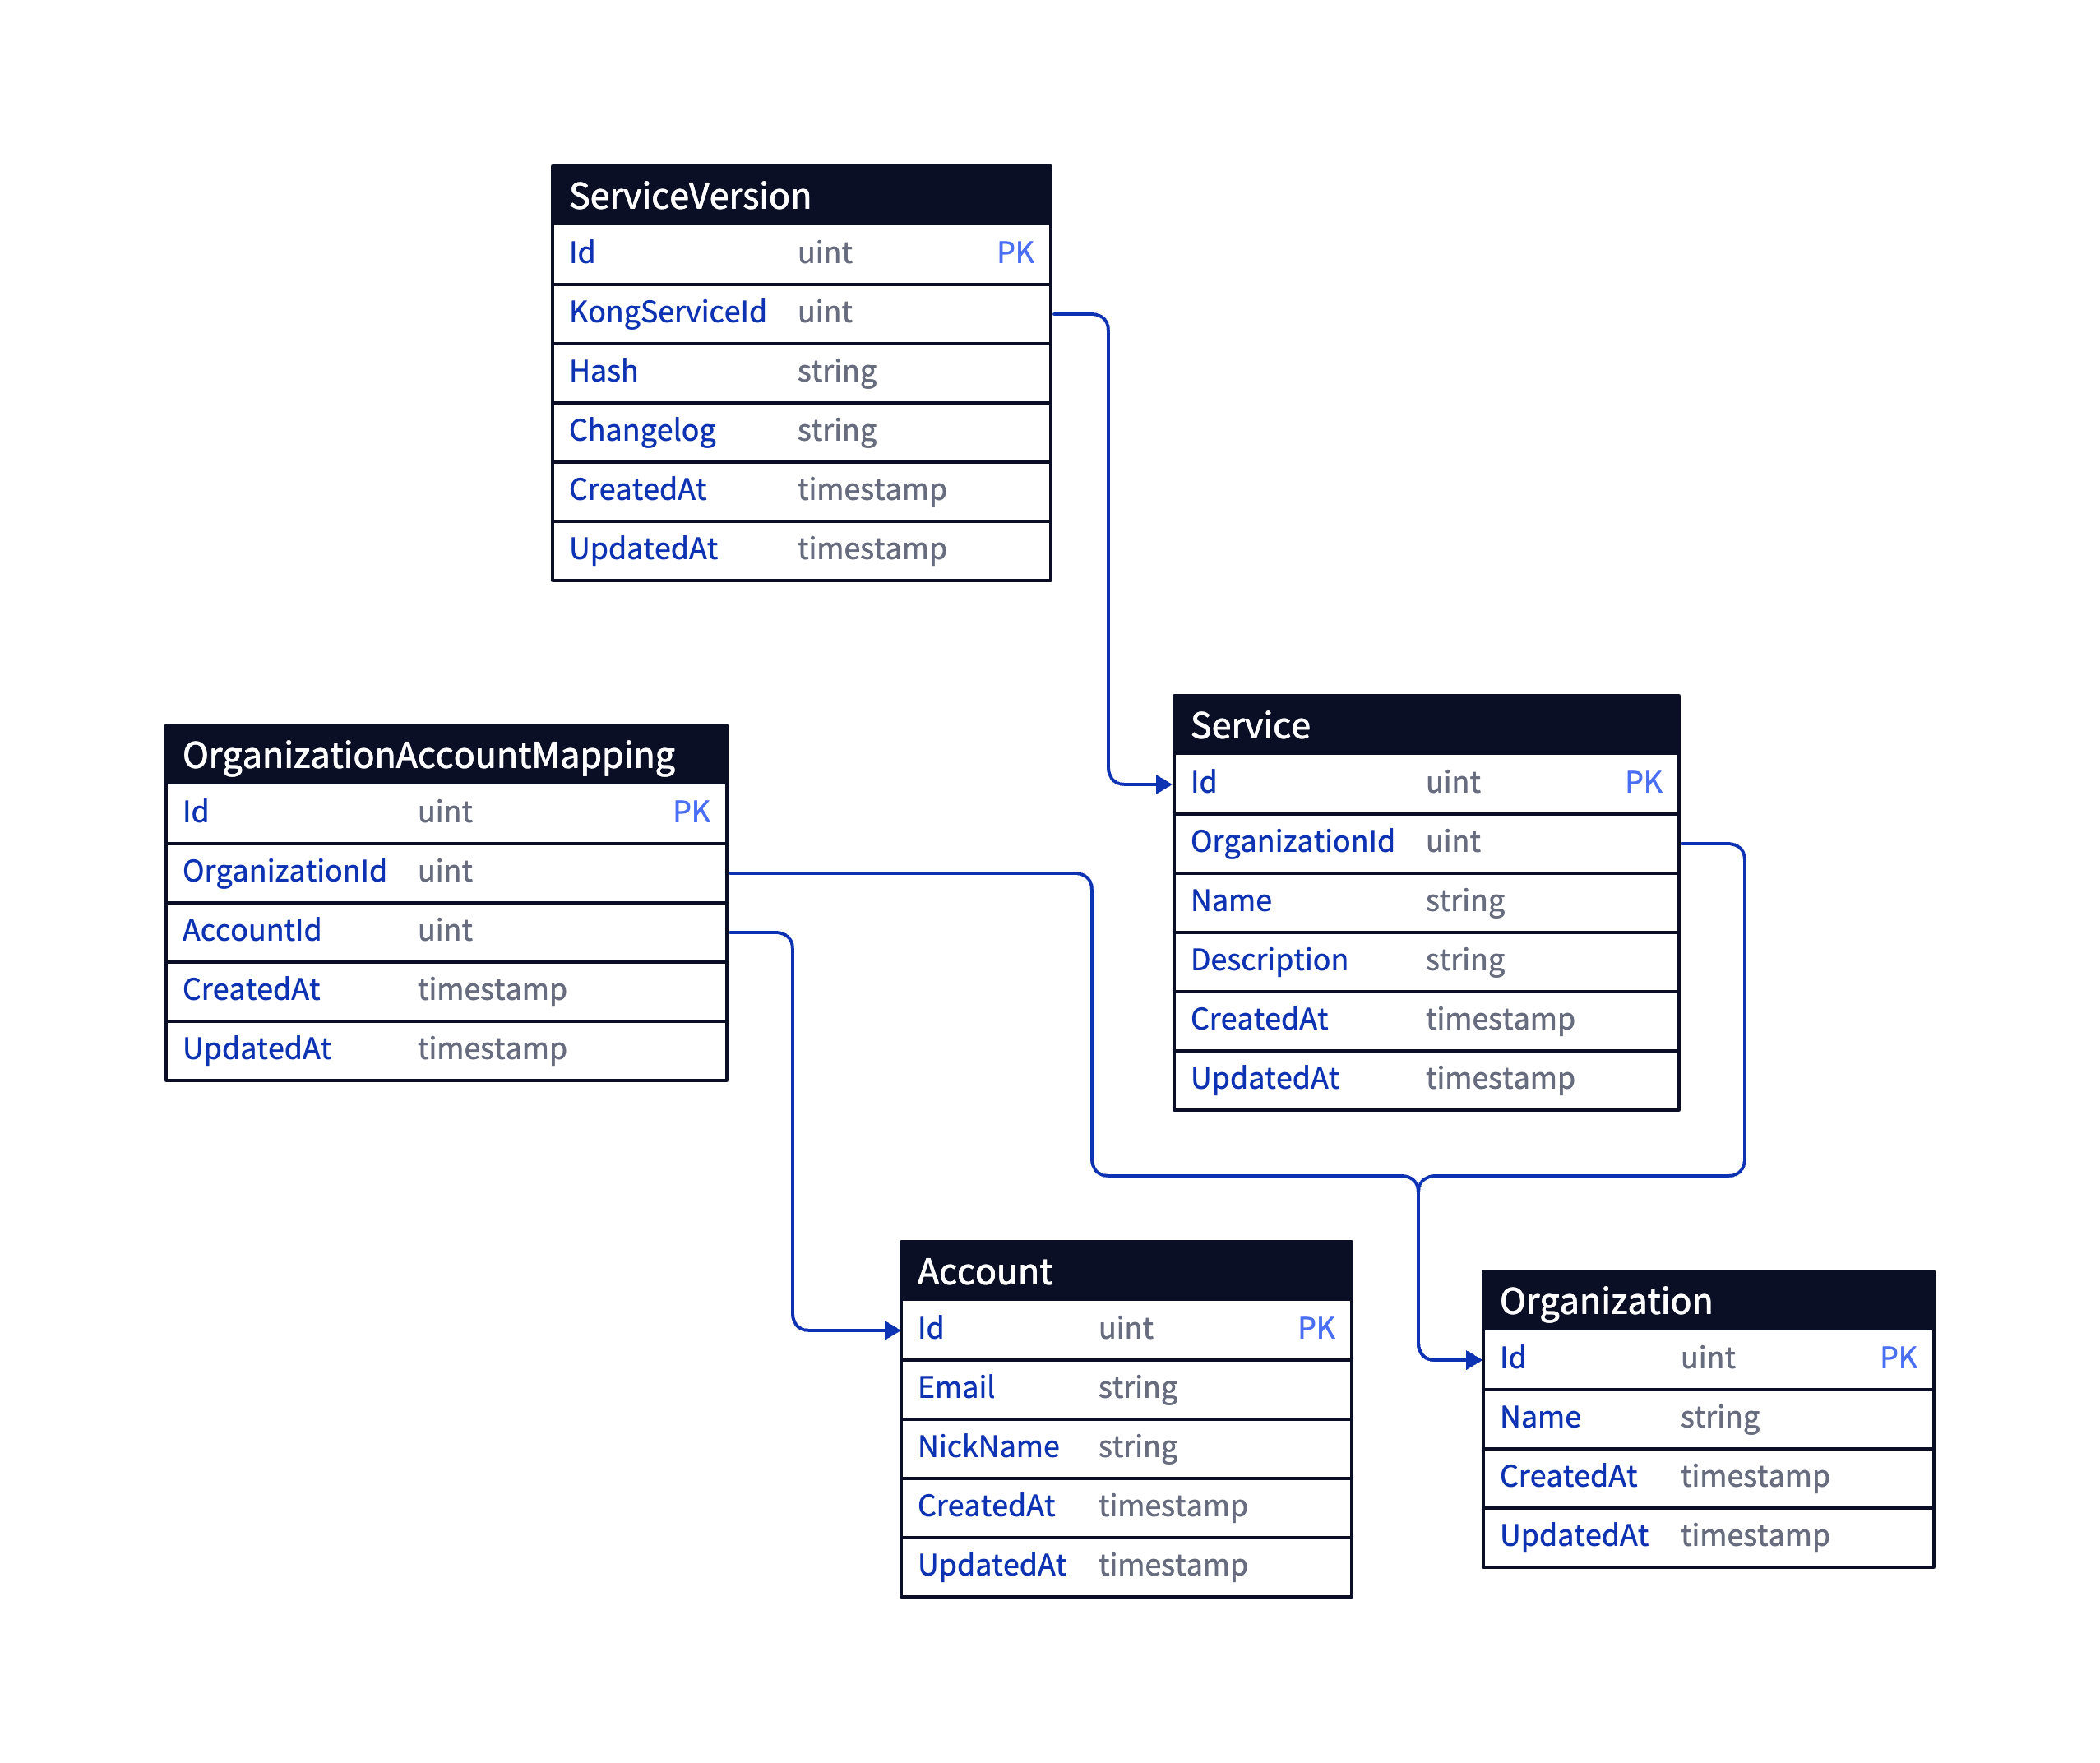 ServiceVersion
Id uint PK
KongServiceId uint
Hash string
Changelog string
CreatedAt timestamp
UpdatedAt timestamp
Service
Id uint PK
OrganizationId uint
Name string
Description string
CreatedAt timestamp
UpdatedAt timestamp
OrganizationAccountMapping
Id uint PK
OrganizationId uint
AccountId uint
CreatedAt timestamp
UpdatedAt timestamp
Account
Id uint PK
Email string
NickName string
CreatedAt timestamp
UpdatedAt timestamp
Organization
Id uint PK
Name string
CreatedAt timestamp
UpdatedAt timestamp